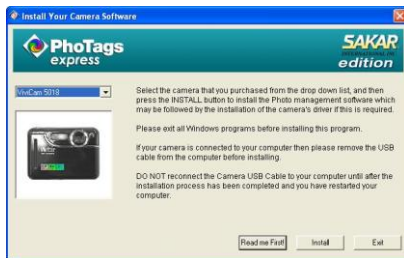 Install Your Camera Software
PhoTags
express
SAKAR
edition
ViviCam 5018
Select the camera that you purchased from the drop down list, and then
press the INSTALL button to install the Photo management software which
may be followed by the installation of the camera's driver if this is required.
Please exit all Windows programs before installing this program.
If your camera is connected to your computer then please remove the USB
cable from the computer before installing.
DO NOT reconnect the Camera USB Cable to your computer until after the
installation process has been completed and you have restarted your
computer.
Read me First!
Install
Exit